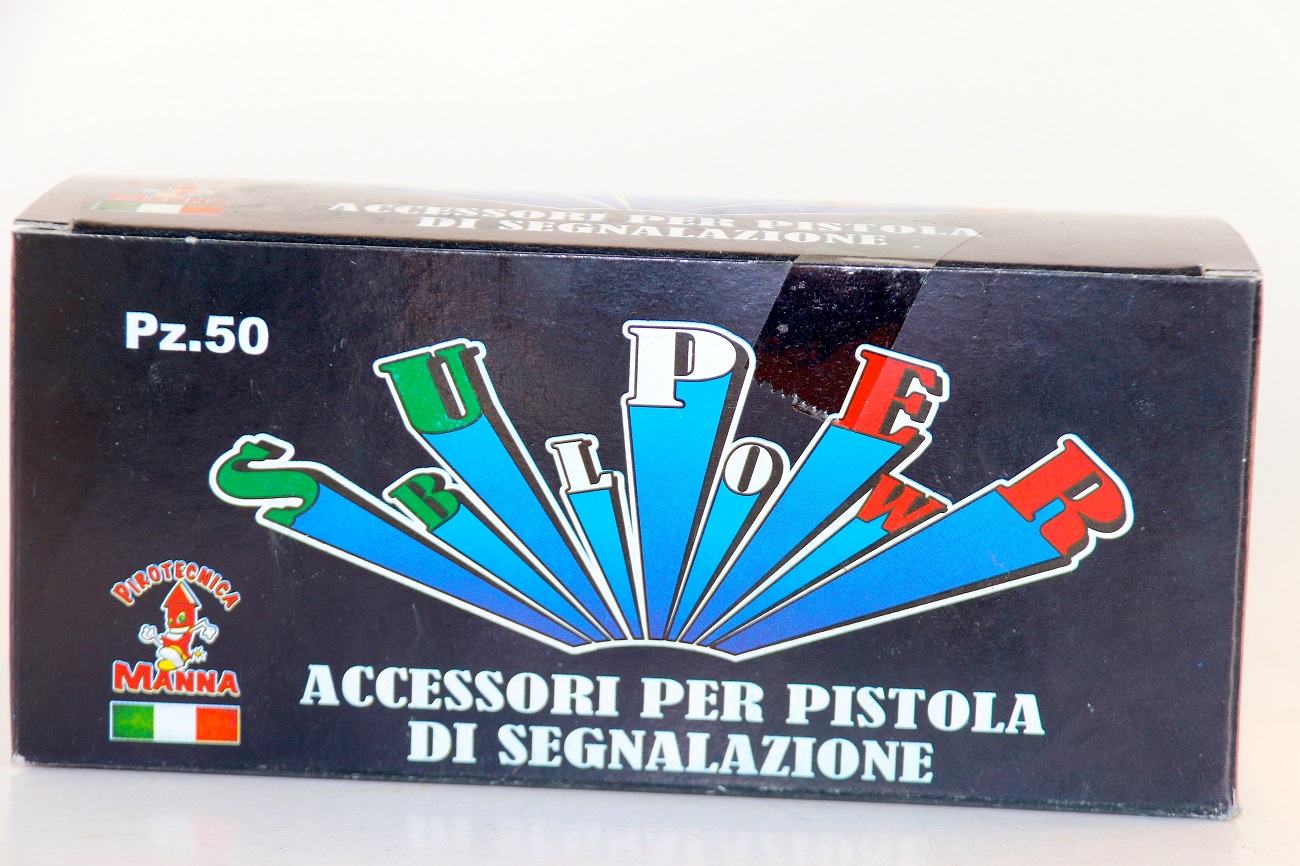 ACCESSORI PER PISTOLA
DI SEGNALAZIONE
Pz.50
SUPER
BLOW
PIROTECNICA
MANNA
ACCESSORI PER PISTOLA
DI SEGNALAZIONE